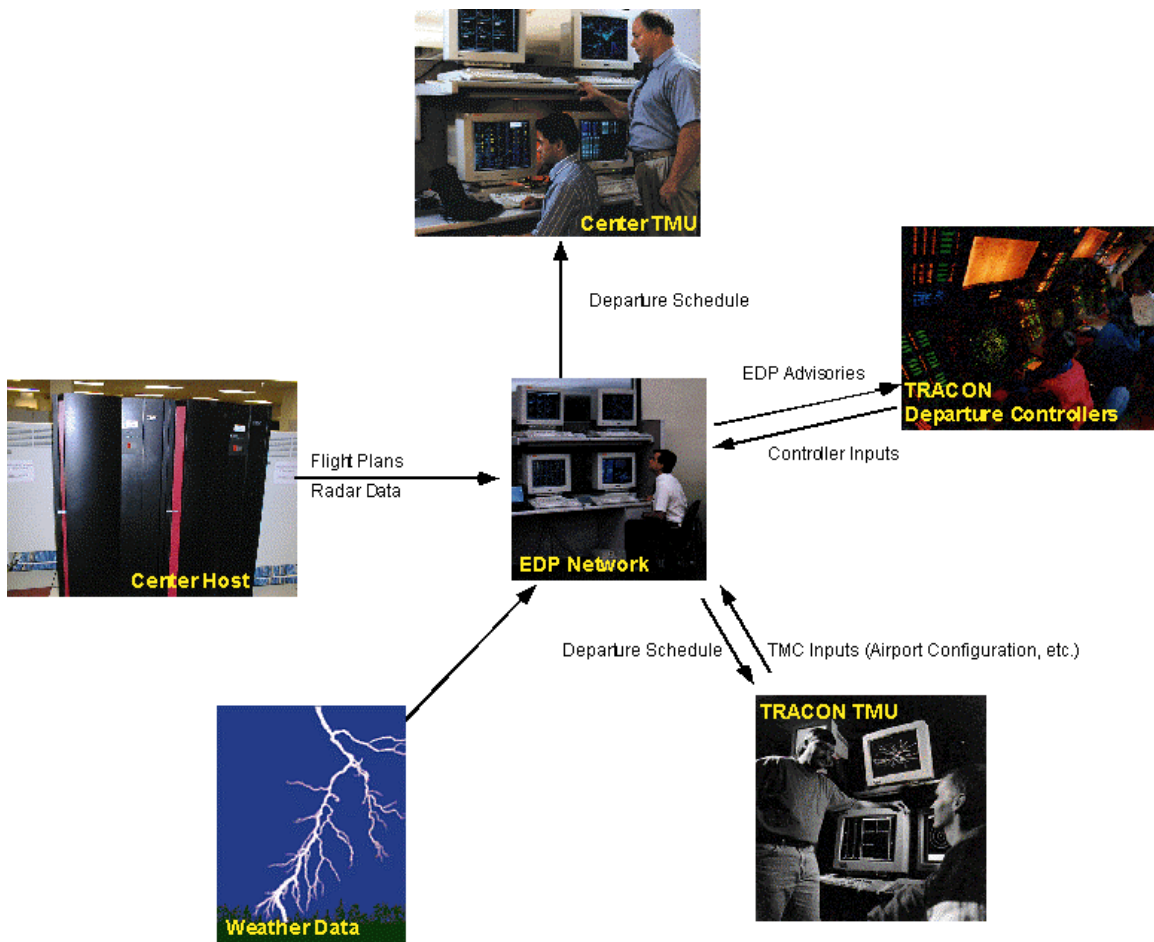 Center TMU
Departure Schedule
EDP Advisories
TRACON
Departure Controllers
Controller Inputs
Flight Plans
Radar Data
Center Host
EDP Network
Departure Schedule
TMC Inputs (Airport Configuration, etc.)
TRACON TMU
Weather Data